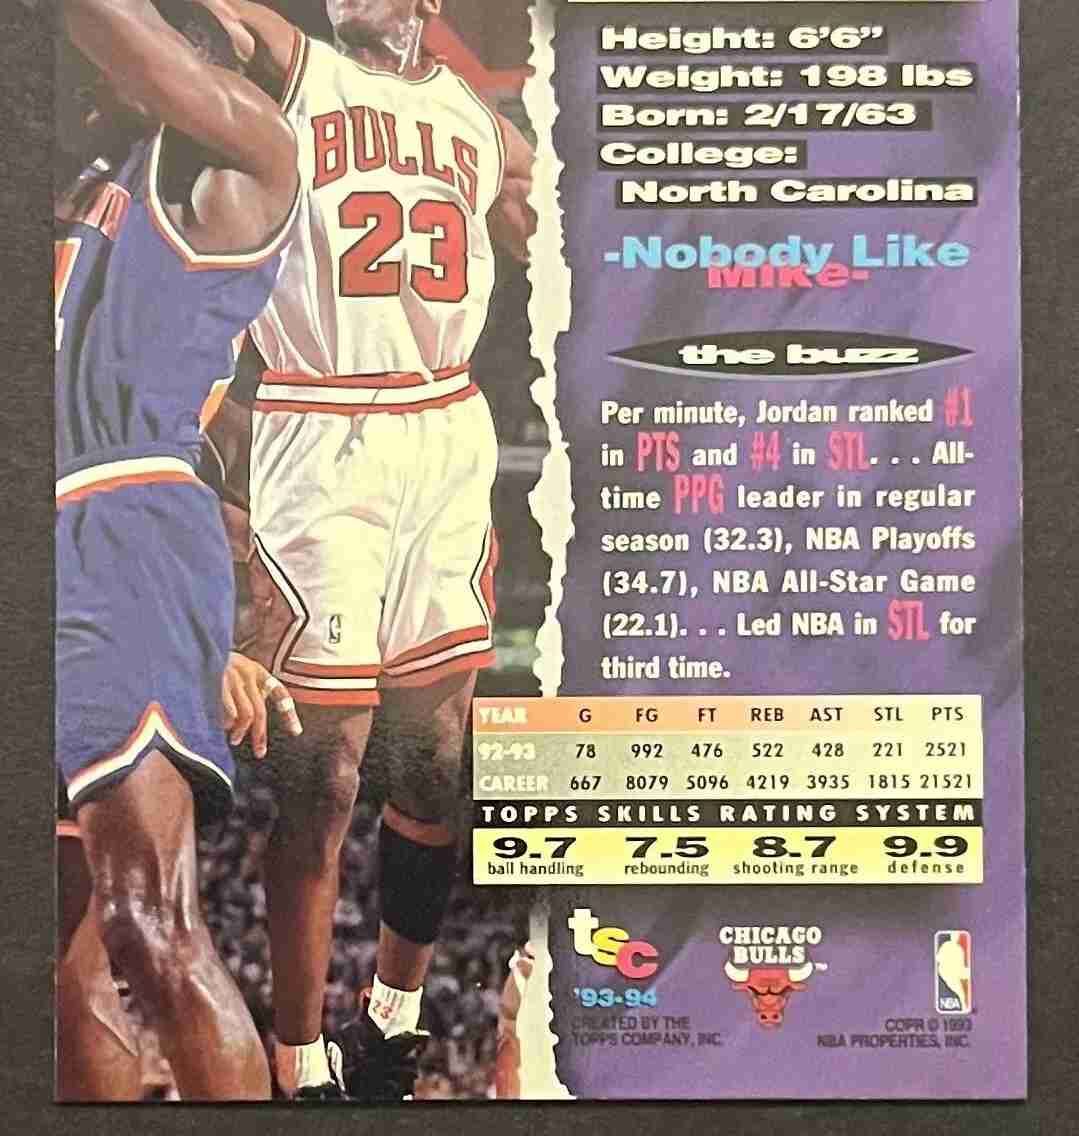 BULLS
23
Height: 6'6"
Weight: 198 lbs
Born: 2/17/63
College:
North Carolina
-Nobody Like
Mike-
the buzz
Per minute, Jordan ranked #1
in PTS and #4 in STL. . . All-
time PPG leader in regular
season (32.3), NBA Playoffs
(34.7), NBA All-Star Game
(22.1). . . Led NBA in STL for
third time.
YEAR G FG FT REB AST STL PTS
92-93 78 992 476 522 428 221 2521
CAREER 667 8079 5096 4219 3935 1815 21521
TOPPS SKILLS RATING SYSTEM
9.7 7.5 8.7 9.9
ball handling rebounding shooting range defense
tsc
'93-94
CREATED BY THE
TOPPS COMPANY, INC.
CHICAGO
BULLS
TM
NBA
COPR © 1993
NBA PROPERTIES, INC.
23